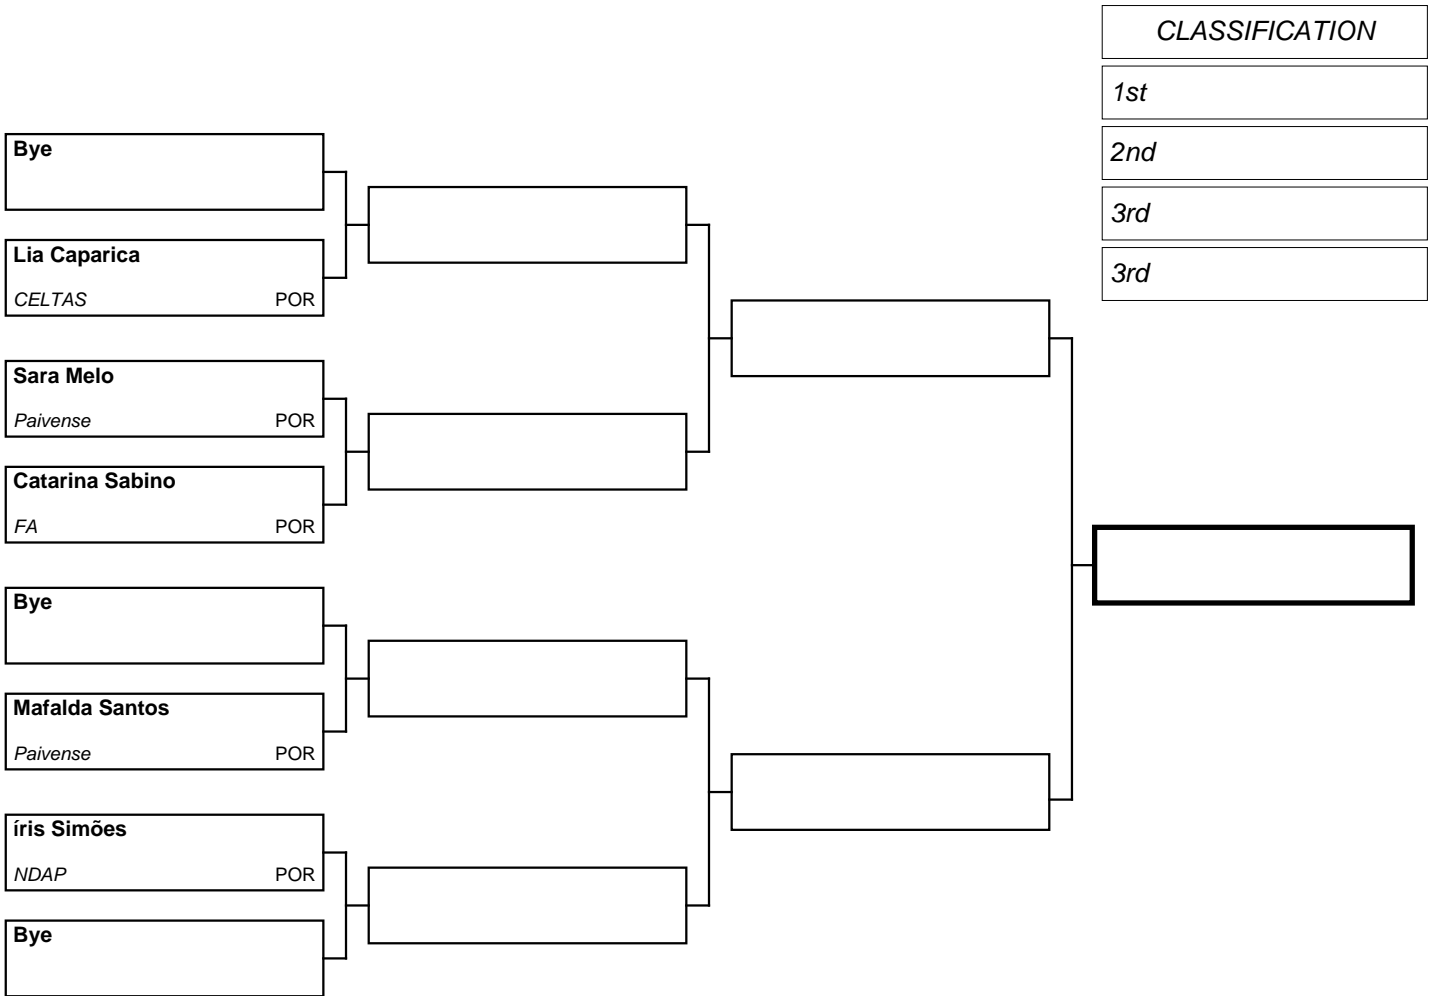 CLASSIFICATION
1st
2nd
3rd
3rd
Bye
Lia Caparica
CELTAS POR
Sara Melo
Paivense POR
Catarina Sabino
FA POR
Bye
Mafalda Santos
Paivense POR
íris Simões
NDAP POR
Bye